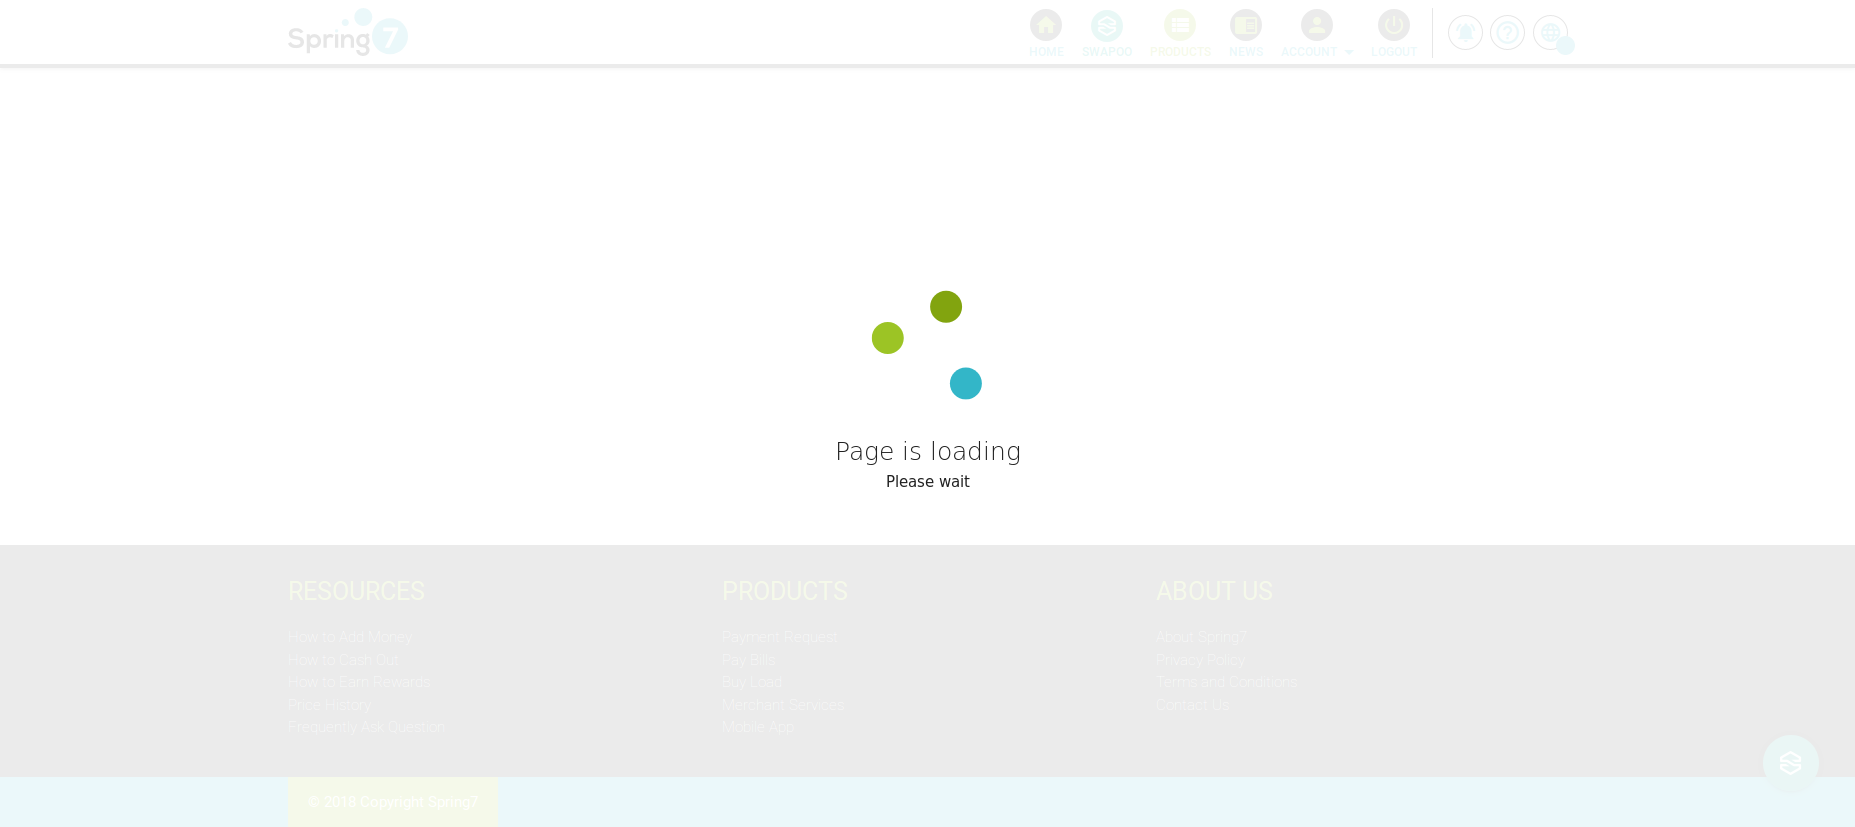 Spring7
HOME SWAPOO PRODUCTS NEWS ACCOUNT LOGOUT
Page is loading
Please wait
RESOURCES
How to Add Money
How to Cash Out
How to Earn Rewards
Price History
Frequently Ask Question
PRODUCTS
Payment Request
Pay Bills
Buy Load
Merchant Services
Mobile App
ABOUT US
About Spring7
Privacy Policy
Terms and Conditions
Contact Us
© 2018 Copyright Spring7